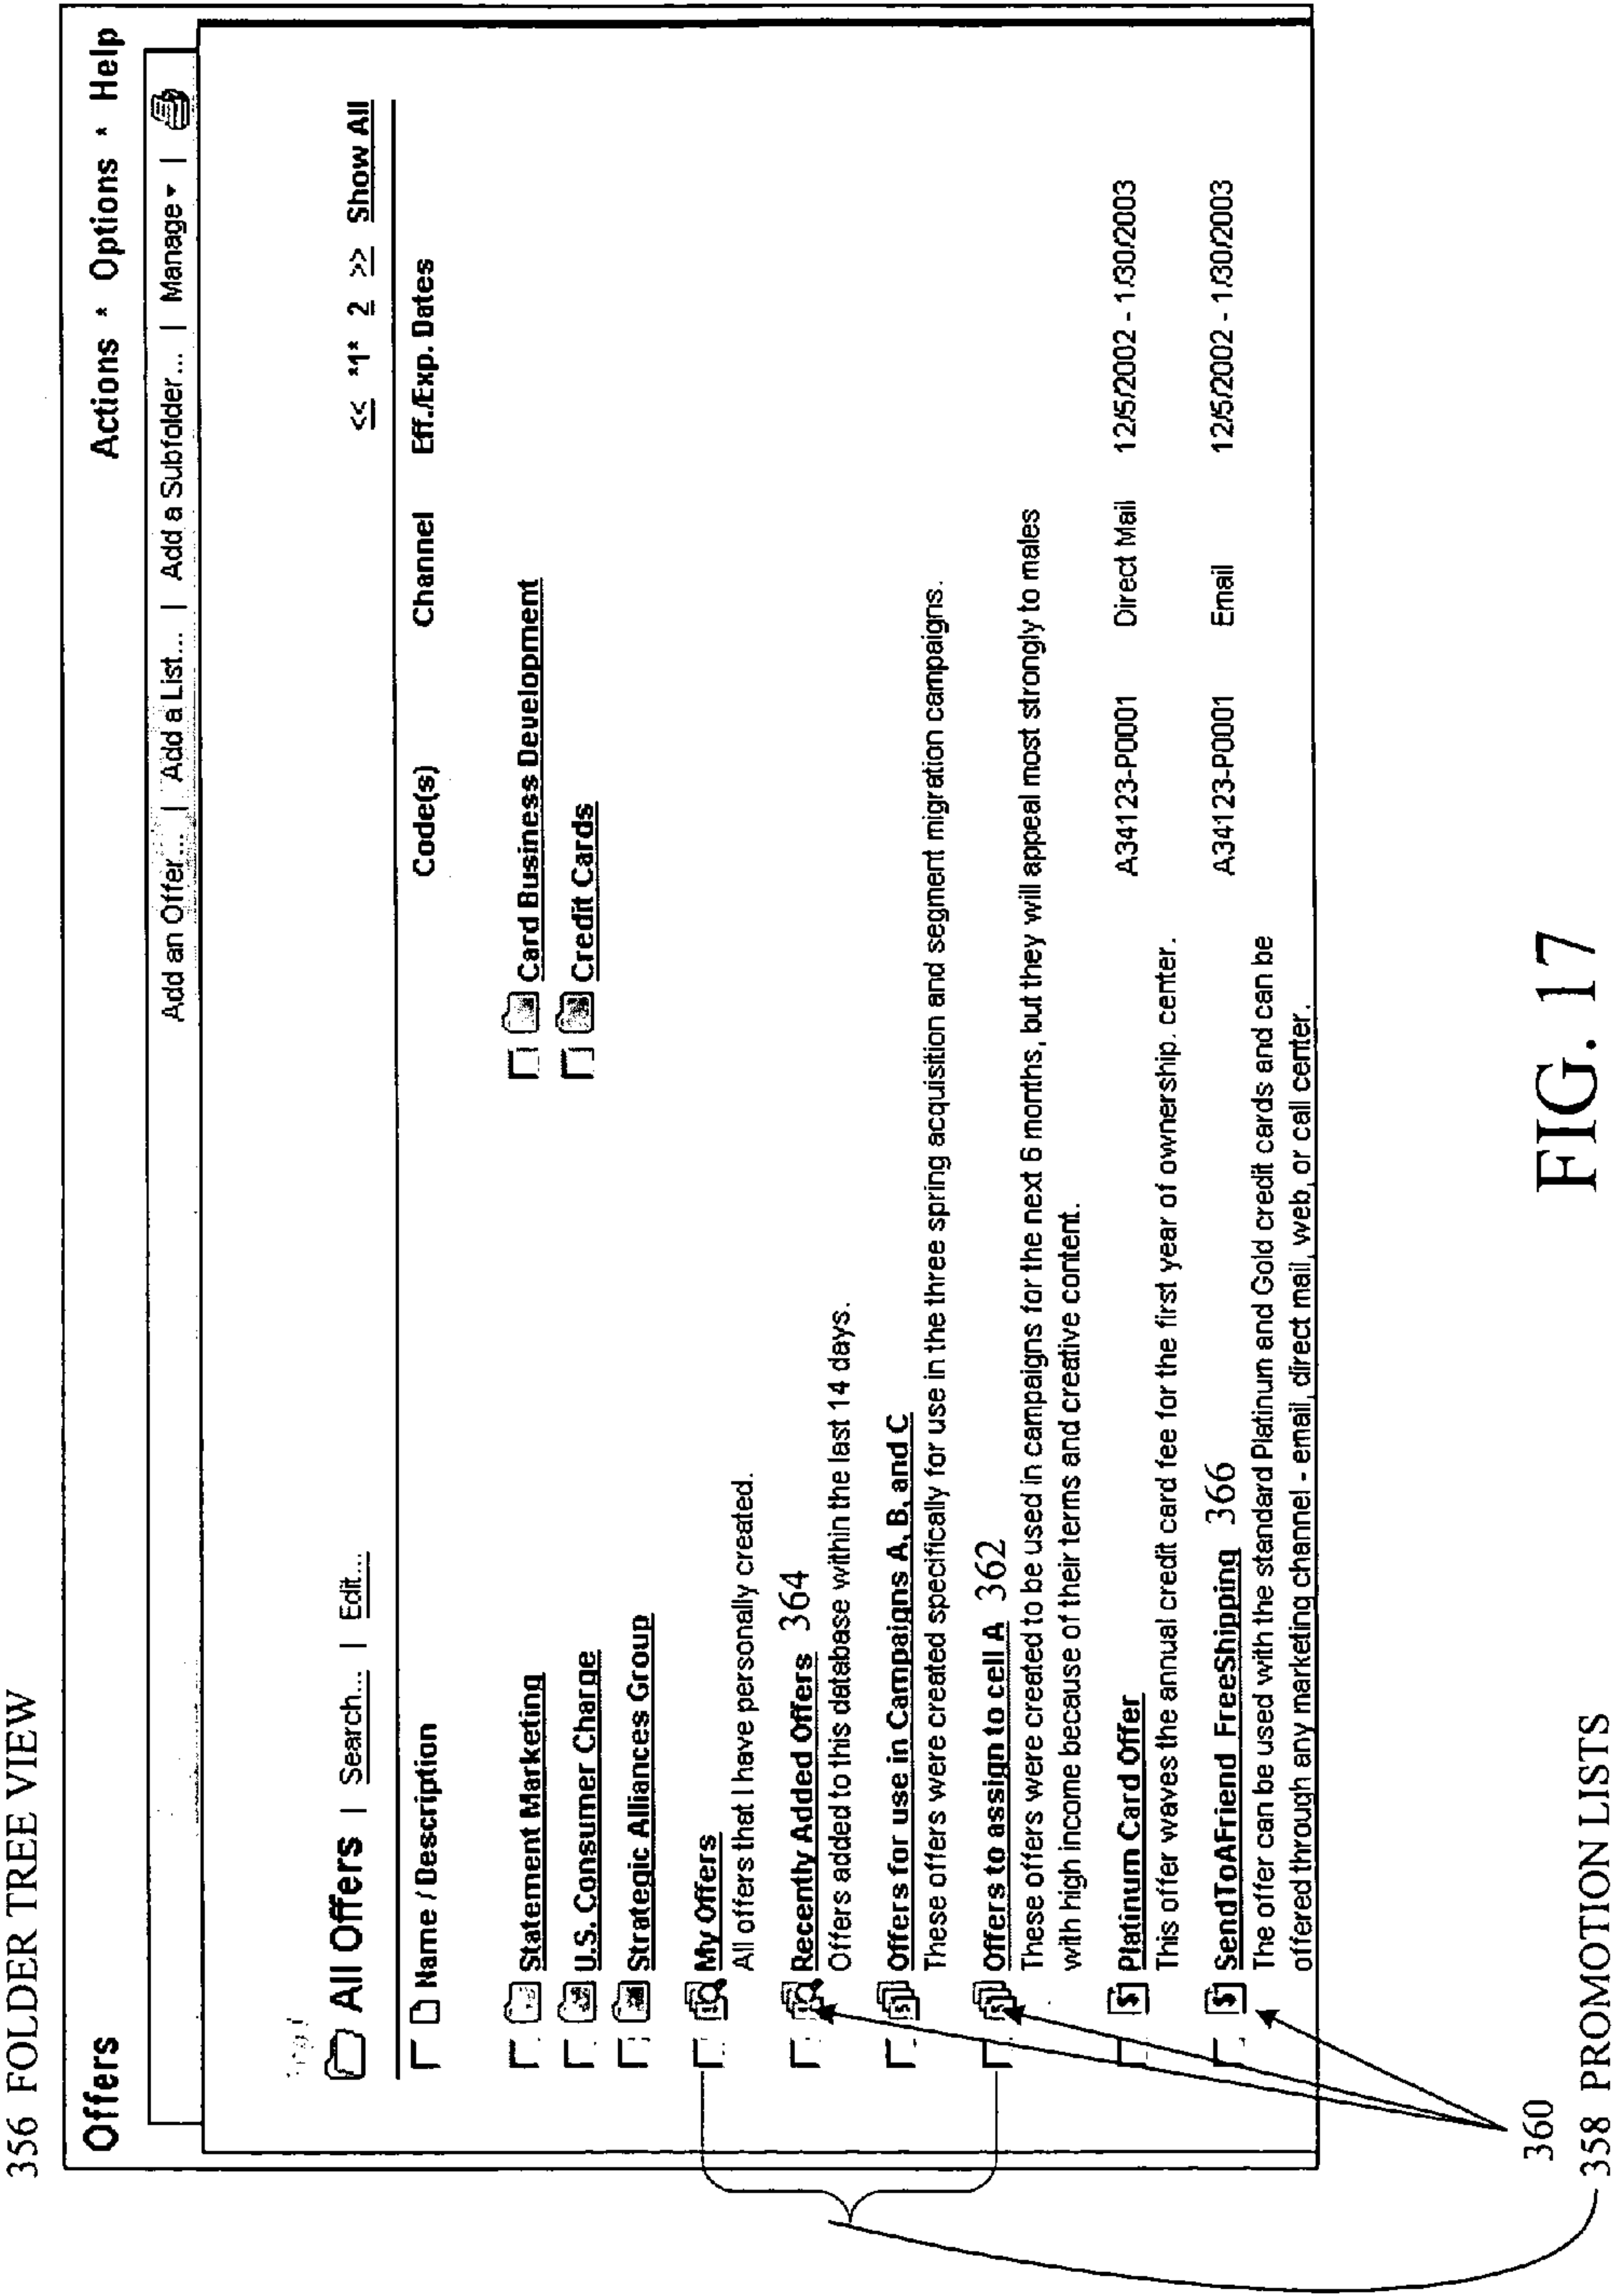 356 FOLDER TREE VIEW
Offers
Actions * Options * Help
Add an Offer... | Add a List... | Add a Subfolder... | Manage |
All Offers | Search... | Edit...
<< *1* 2 >> Show All
Name / Description Code(s) Channel Eff./Exp. Dates
Statement Marketing Card Business Development
U.S. Consumer Charge Credit Cards
Strategic Alliances Group
My Offers
All offers that I have personally created.
Recently Added Offers 364
Offers added to this database within the last 14 days.
Offers for use in Campaigns A, B, and C
These offers were created specifically for use in the three spring acquisition and segment migration campaigns.
Offers to assign to cell A 362
These offers were created to be used in campaigns for the next 6 months, but they will appeal most strongly to males
with high income because of their terms and creative content.
Platinum Card Offer A34123-P0001 Direct Mail 12/5/2002 - 1/30/2003
This offer waves the annual credit card fee for the first year of ownership. center.
SendToAFriend FreeShipping 366 A34123-P0001 Email 12/5/2002 - 1/30/2003
The offer can be used with the standard Platinum and Gold credit cards and can be
offered through any marketing channel - email, direct mail, web, or call center.
360
358 PROMOTION LISTS
FIG. 17